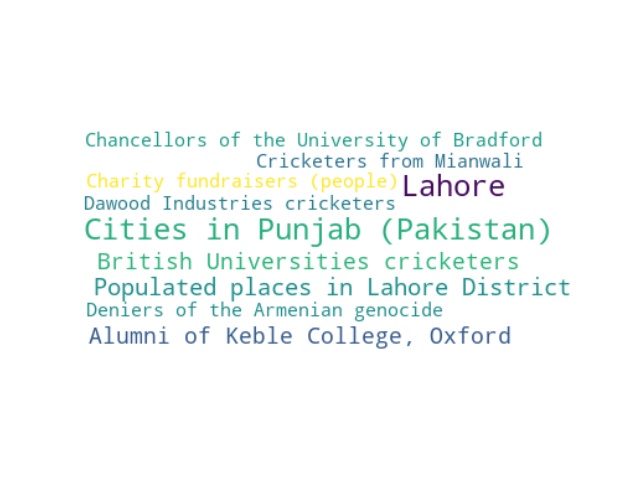 Chancellors of the University of Bradford
Cricketers from Mianwali
Charity fundraisers (people)
Lahore
Dawood Industries cricketers
Cities in Punjab (Pakistan)
British Universities cricketers
Populated places in Lahore District
Deniers of the Armenian genocide
Alumni of Keble College, Oxford